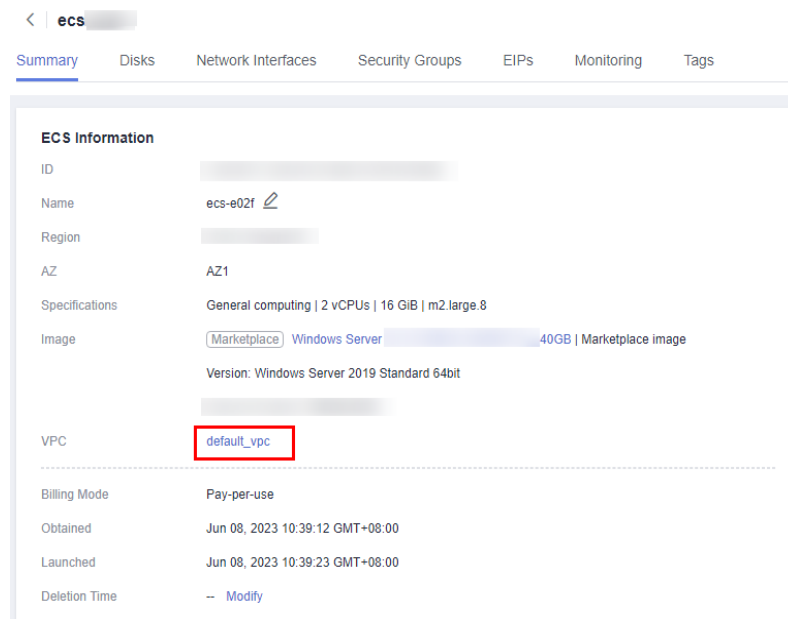 ecs
Summary Disks Network Interfaces Security Groups EIPs Monitoring Tags
ECS Information
ID
Name ecs-e02f
Region
AZ AZ1
Specifications General computing | 2 vCPUs | 16 GiB | m2.large.8
Image Marketplace Windows Server 40GB | Marketplace image
Version: Windows Server 2019 Standard 64bit
VPC default_vpc
Billing Mode Pay-per-use
Obtained Jun 08, 2023 10:39:12 GMT+08:00
Launched Jun 08, 2023 10:39:23 GMT+08:00
Deletion Time -- Modify